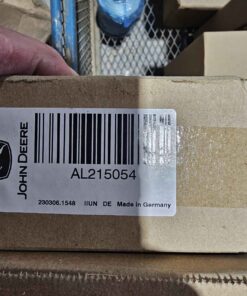 JOHN DEERE
AL215054
230306.1548 IIUN DE Made in Germany